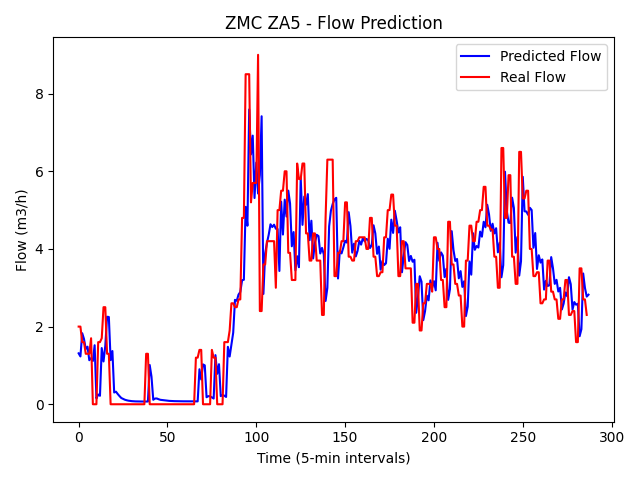 ZMC ZA5 - Flow Prediction
Predicted Flow
Real Flow
Flow (m3/h)
8
6
4
2
0
0 50 100 150 200 250 300
Time (5-min intervals)